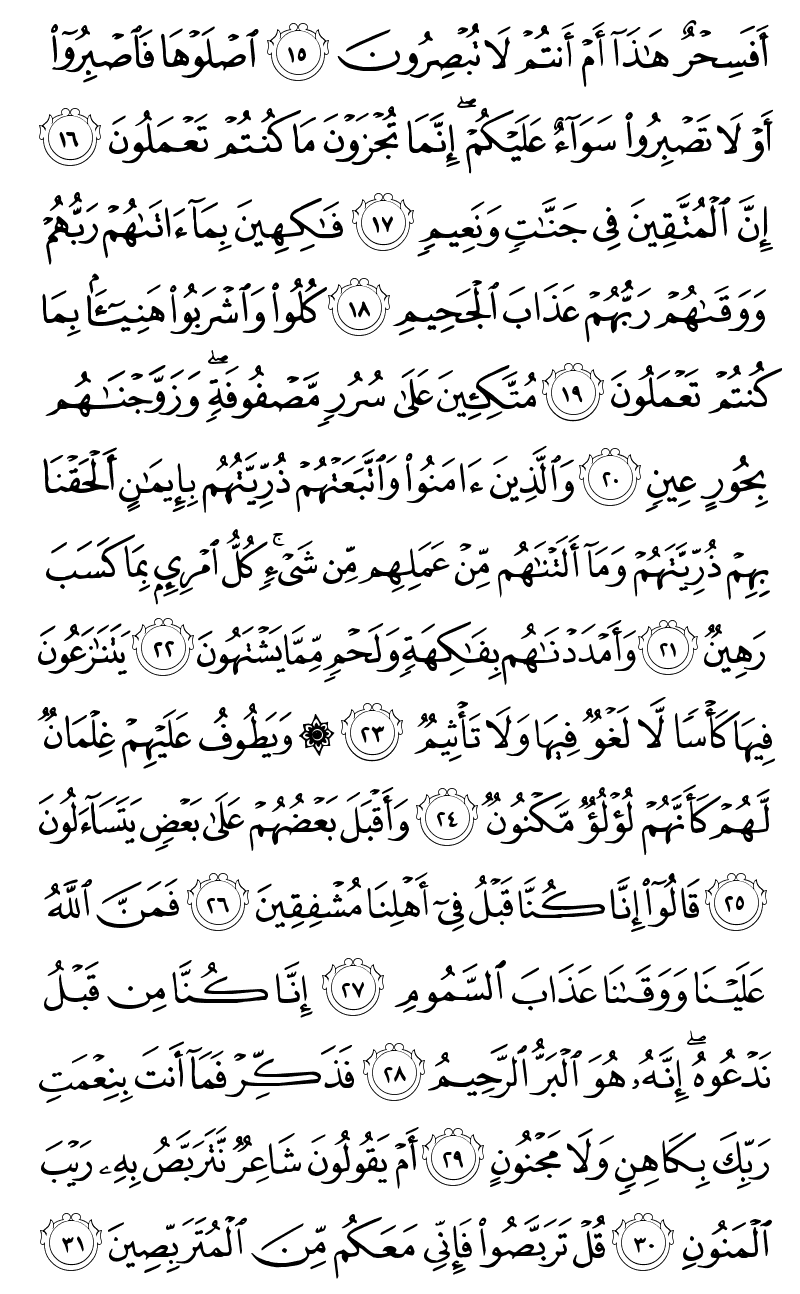 أَفَسِحْرٌ هَٰذَآ أَمْ أَنتُمْ لَا تُبْصِرُونَ ١٥ ٱصْلَوْهَا فَٱصْبِرُوٓا۟
أَوْ لَا تَصْبِرُوا۟ سَوَآءٌ عَلَيْكُمْ ۖ إِنَّمَا تُجْزَوْنَ مَا كُنتُمْ تَعْمَلُونَ ١٦
إِنَّ ٱلْمُتَّقِينَ فِى جَنَّٰتٍ وَنَعِيمٍ ١٧ فَٰكِهِينَ بِمَآ ءَاتَىٰهُمْ رَبُّهُمْ
وَوَقَىٰهُمْ رَبُّهُمْ عَذَابَ ٱلْجَحِيمِ ١٨ كُلُوا۟ وَٱشْرَبُوا۟ هَنِيٓـًٔۢا بِمَا
كُنتُمْ تَعْمَلُونَ ١٩ مُتَّكِـِٔينَ عَلَىٰ سُرُرٍ مَّصْفُوفَةٍ ۖ وَزَوَّجْنَٰهُم
بِحُورٍ عِينٍ ٢٠ وَٱلَّذِينَ ءَامَنُوا۟ وَٱتَّبَعَتْهُمْ ذُرِّيَّتُهُم بِإِيمَٰنٍ أَلْحَقْنَا
بِهِمْ ذُرِّيَّتَهُمْ وَمَآ أَلَتْنَٰهُم مِّنْ عَمَلِهِم مِّن شَىْءٍ ۚ كُلُّ ٱمْرِئٍۭ بِمَا كَسَبَ
رَهِينٌ ٢١ وَأَمْدَدْنَٰهُم بِفَٰكِهَةٍ وَلَحْمٍ مِّمَّا يَشْتَهُونَ ٢٢ يَتَنَٰزَعُونَ
فِيهَا كَأْسًا لَّا لَغْوٌ فِيهَا وَلَا تَأْثِيمٌ ٢٣ ۞ وَيَطُوفُ عَلَيْهِمْ غِلْمَانٌ
لَّهُمْ كَأَنَّهُمْ لُؤْلُؤٌ مَّكْنُونٌ ٢٤ وَأَقْبَلَ بَعْضُهُمْ عَلَىٰ بَعْضٍ يَتَسَآءَلُونَ
٢٥ قَالُوٓا۟ إِنَّا كُنَّا قَبْلُ فِىٓ أَهْلِنَا مُشْفِقِينَ ٢٦ فَمَنَّ ٱللَّهُ
عَلَيْنَا وَوَقَىٰنَا عَذَابَ ٱلسَّمُومِ ٢٧ إِنَّا كُنَّا مِن قَبْلُ
نَدْعُوهُ ۖ إِنَّهُۥ هُوَ ٱلْبَرُّ ٱلرَّحِيمُ ٢٨ فَذَكِّرْ فَمَآ أَنتَ بِنِعْمَتِ
رَبِّكَ بِكَاهِنٍ وَلَا مَجْنُونٍ ٢٩ أَمْ يَقُولُونَ شَاعِرٌ نَّتَرَبَّصُ بِهِۦ رَيْبَ
ٱلْمَنُونِ ٣٠ قُلْ تَرَبَّصُوا۟ فَإِنِّى مَعَكُم مِّنَ ٱلْمُتَرَبِّصِينَ ٣١